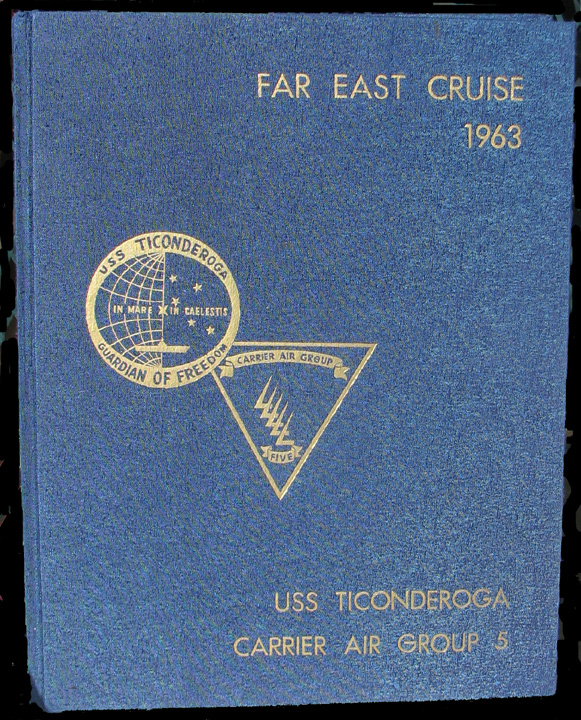 FAR EAST CRUISE
1963
USS TICONDEROGA
IN MARE IN CAELESTIS
GUARDIAN OF FREEDOM
CARRIER AIR GROUP
FIVE
USS TICONDEROGA
CARRIER AIR GROUP 5